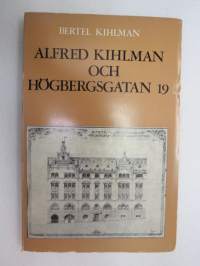 BERTEL KIHLMAN
ALFRED KIHLMAN
OCH
HÖGBERGSGATAN 19